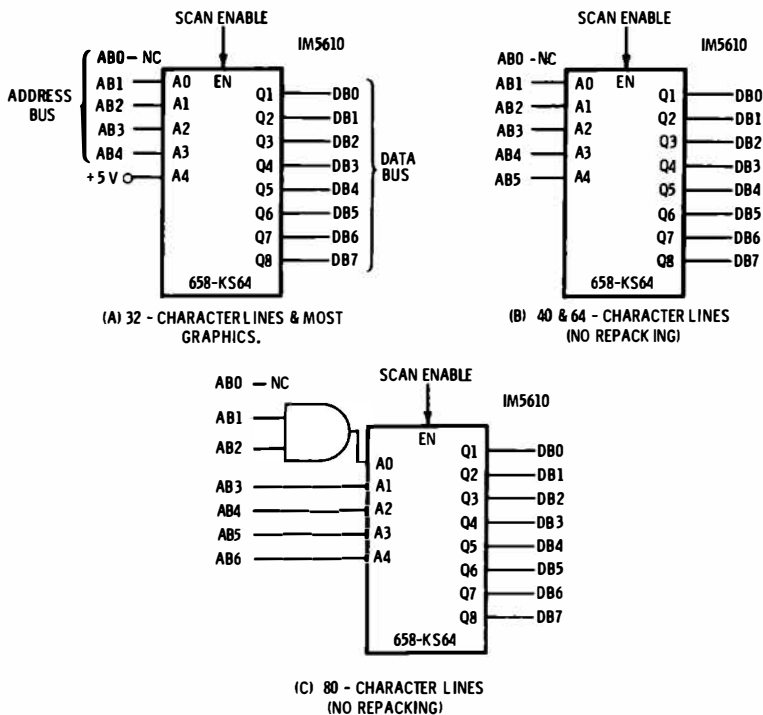 SCAN ENABLE
IM5610
ADDRESS BUS
AB0 – NC
AB1
AB2
AB3
AB4
+5 V
A0
A1
A2
A3
A4
EN
Q1
Q2
Q3
Q4
Q5
Q6
Q7
Q8
DB0
DB1
DB2
DB3
DB4
DB5
DB6
DB7
DATA BUS
658-KS64
(A) 32 - CHARACTER LINES & MOST
GRAPHICS.
SCAN ENABLE
IM5610
AB0 - NC
AB1
AB2
AB3
AB4
AB5
A0
A1
A2
A3
A4
EN
Q1
Q2
Q3
Q4
Q5
Q6
Q7
Q8
DB0
DB1
DB2
DB3
DB4
DB5
DB6
DB7
658-KS64
(B) 40 & 64 - CHARACTER LINES
(NO REPACKING)
SCAN ENABLE
IM5610
AB0 – NC
AB1
AB2
AB3
AB4
AB5
AB6
A0
A1
A2
A3
A4
EN
Q1
Q2
Q3
Q4
Q5
Q6
Q7
Q8
DB0
DB1
DB2
DB3
DB4
DB5
DB6
DB7
658-KS64
(C) 80 - CHARACTER LINES
(NO REPACKING)